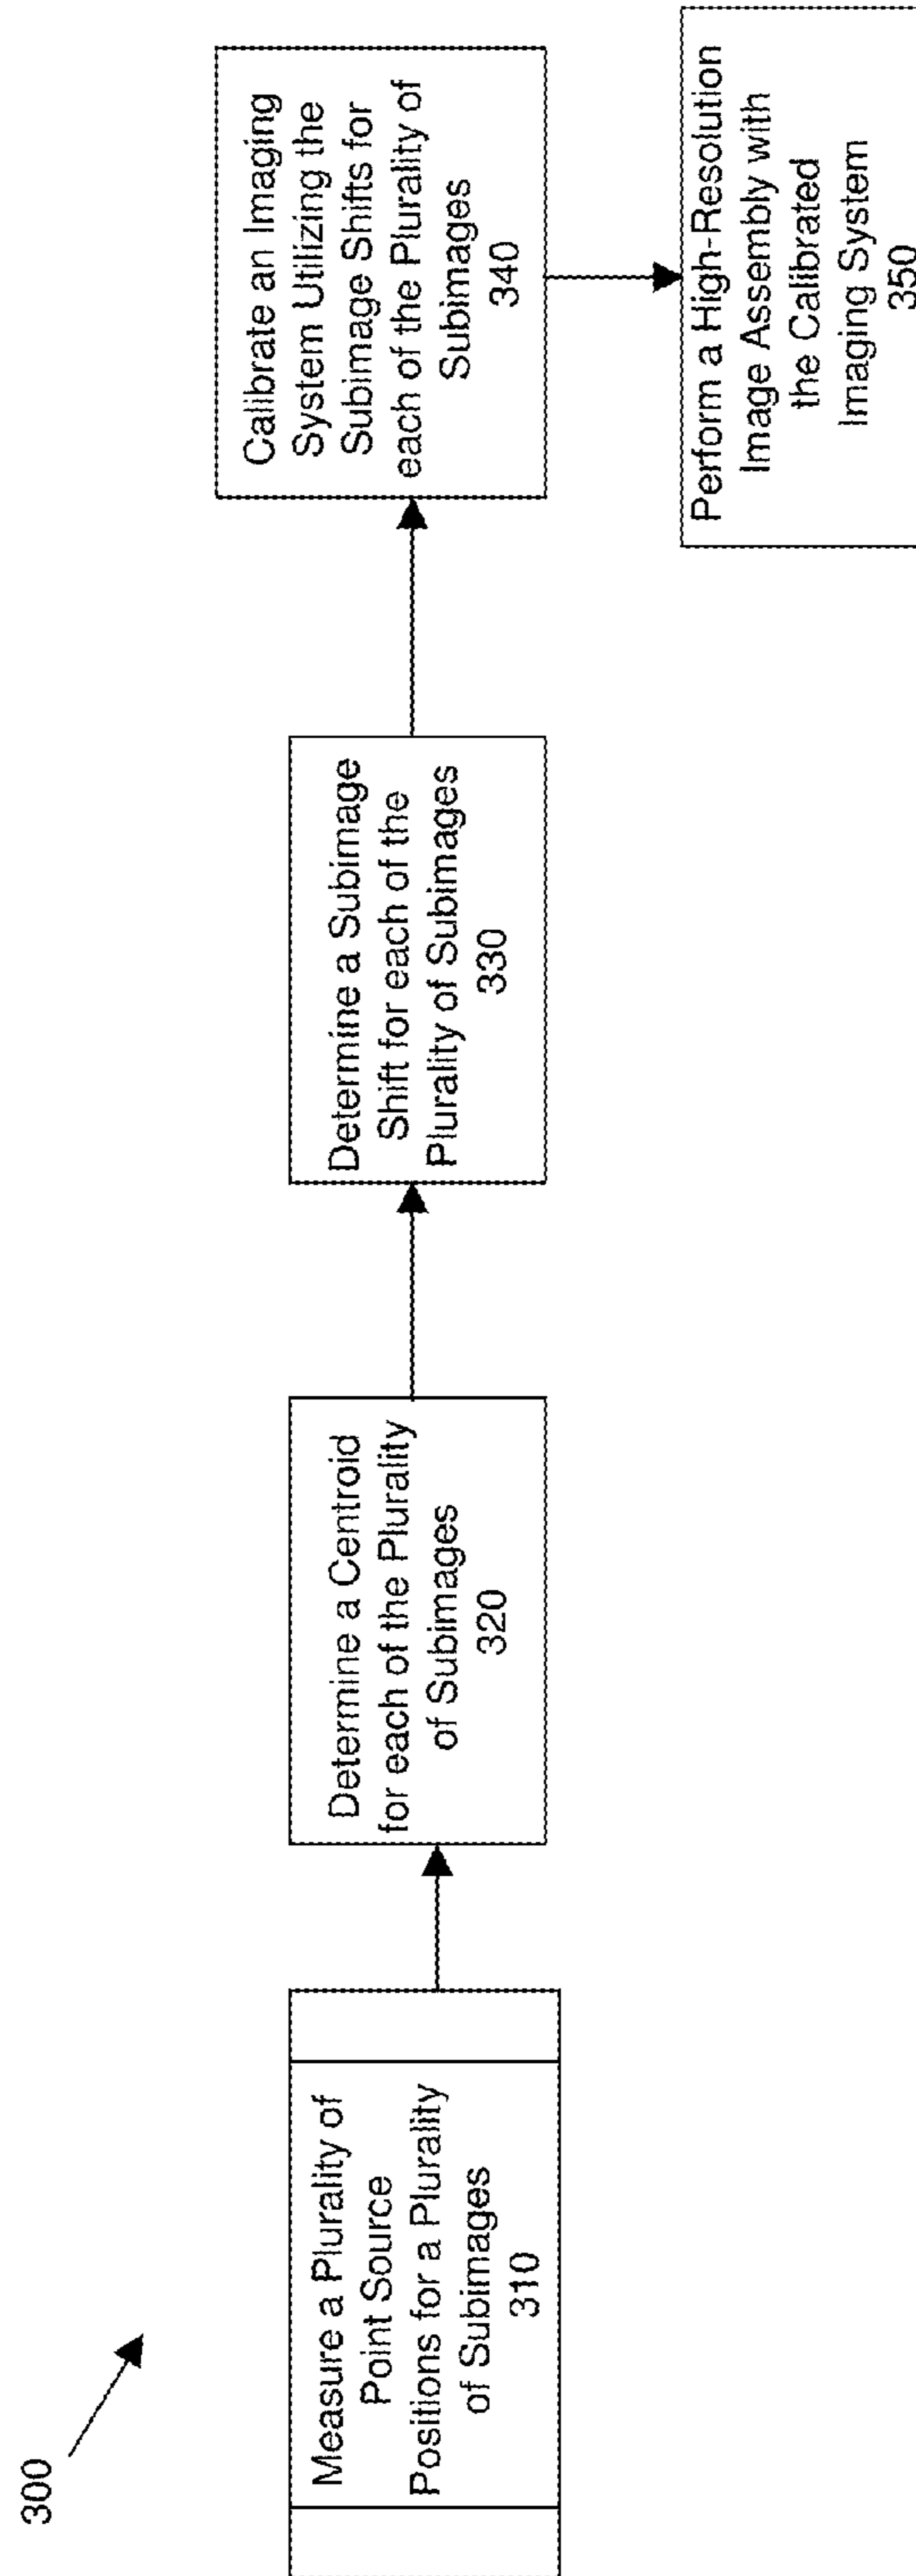 300
Measure a Plurality of
Point Source
Positions for a Plurality
of Subimages
310
Determine a Centroid
for each of the Plurality
of Subimages
320
Determine a Subimage
Shift for each of the
Plurality of Subimages
330
Calibrate an Imaging
System Utilizing the
Subimage Shifts for
each of the Plurality of
Subimages
340
Perform a High-Resolution
Image Assembly with
the Calibrated
Imaging System
350